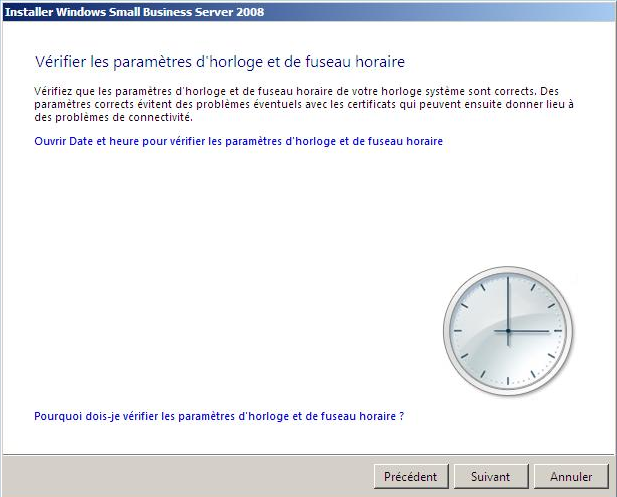 Installer Windows Small Business Server 2008
Vérifier les paramètres d'horloge et de fuseau horaire
Vérifiez que les paramètres d'horloge et de fuseau horaire de votre horloge système sont corrects. Des
paramètres corrects évitent des problèmes éventuels avec les certificats qui peuvent ensuite donner lieu à
des problèmes de connectivité.
Ouvrir Date et heure pour vérifier les paramètres d'horloge et de fuseau horaire
Pourquoi dois-je vérifier les paramètres d'horloge et de fuseau horaire ?
Précédent Suivant Annuler